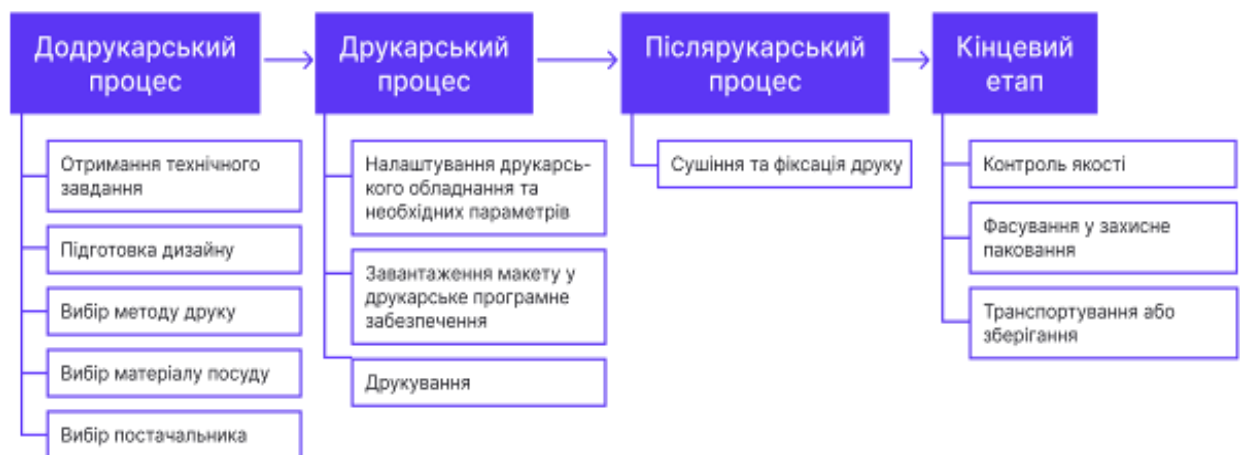 Додрукарський
процес
Друкарський
процес
Післярукарський
процес
Кінцевий
етап
Отримання технічного
завдання
Підготовка дизайну
Вибір методу друку
Вибір матеріалу посуду
Вибір постачальника
Налаштування друкарсь-
кого обладнання та
необхідних параметрів
Завантаження макету у
друкарське програмне
забезпечення
Друкування
Сушіння та фіксація друку
Контроль якості
Фасування у захисне
паковання
Транспортування або
зберігання